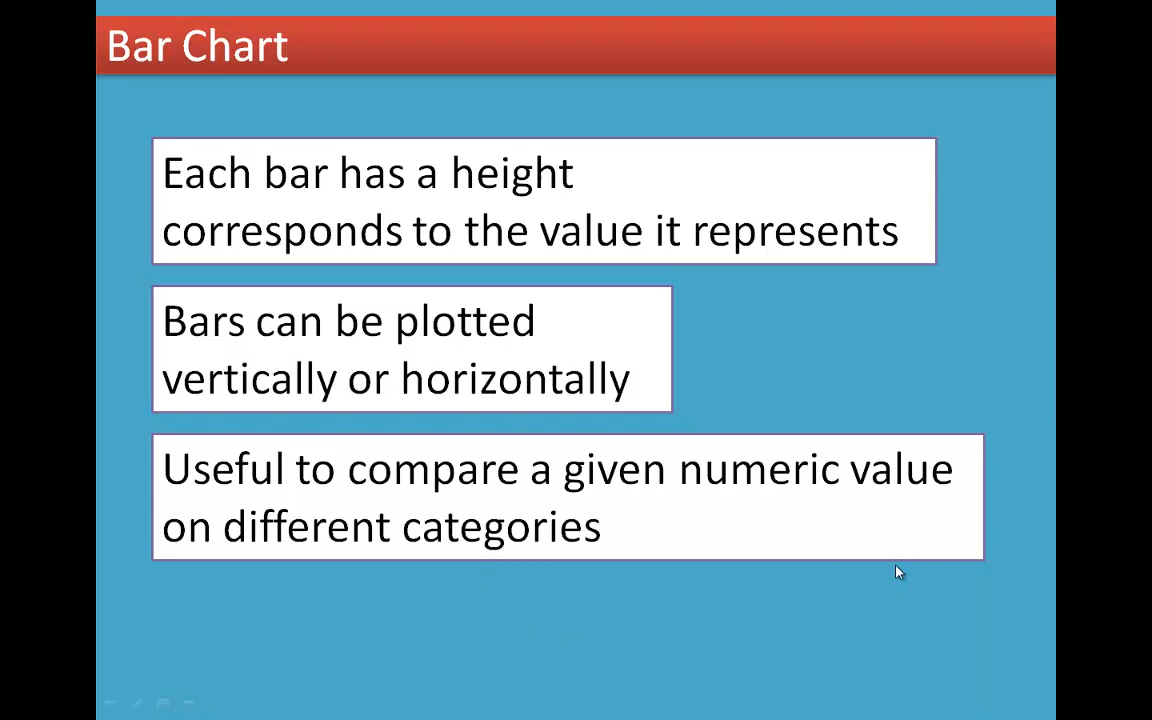 Bar Chart
Each bar has a height
corresponds to the value it represents
Bars can be plotted
vertically or horizontally
Useful to compare a given numeric value
on different categories